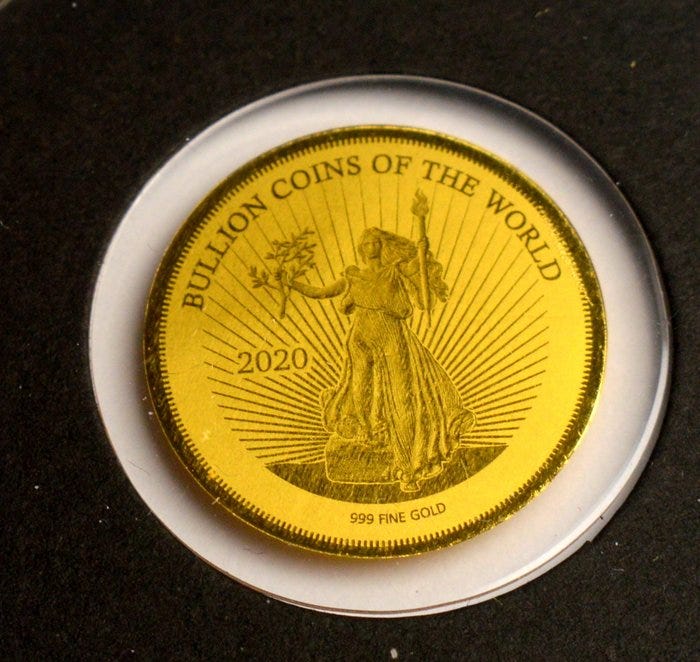 BULLION COINS OF THE WORLD
2020
999 FINE GOLD